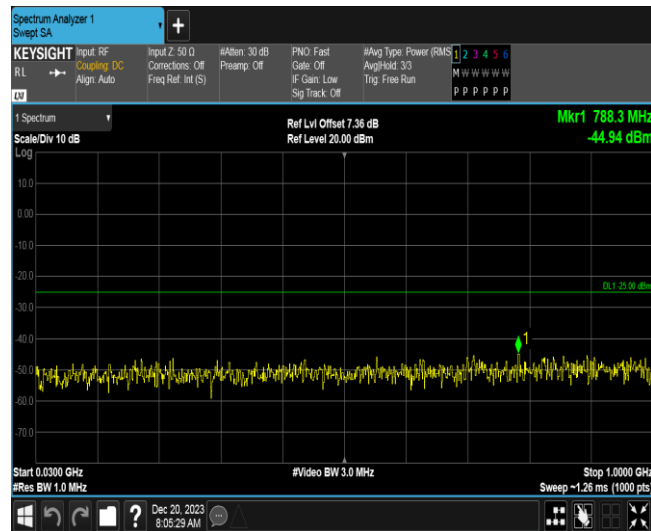 Spectrum Analyzer 1
Swept SA
+
KEYSIGHT Input: RF Input Z: 50 Ω #Atten: 30 dB PNO: Fast #Avg Type: Power (RMS 1 2 3 4 5 6
RL Coupling: DC Corrections: Off Preamp: Off Gate: Off Avg|Hold: 3/3 M W W W W W
Align: Auto Freq Ref: Int (S) IF Gain: Low Trig: Free Run
LXI Sig Track: Off P P P P P P
1 Spectrum Ref Lvl Offset 7.36 dB Mkr1 788.3 MHz
Scale/Div 10 dB Ref Level 20.00 dBm -44.94 dBm
Log
10.0
0.00
-10.0
-20.0
DL1 -25.00 dBm
-30.0
-40.0
1
-50.0
-60.0
-70.0
Start 0.0300 GHz #Video BW 3.0 MHz Stop 1.0000 GHz
#Res BW 1.0 MHz Sweep ~1.26 ms (1000 pts)
? Dec 20, 2023
8:05:29 AM